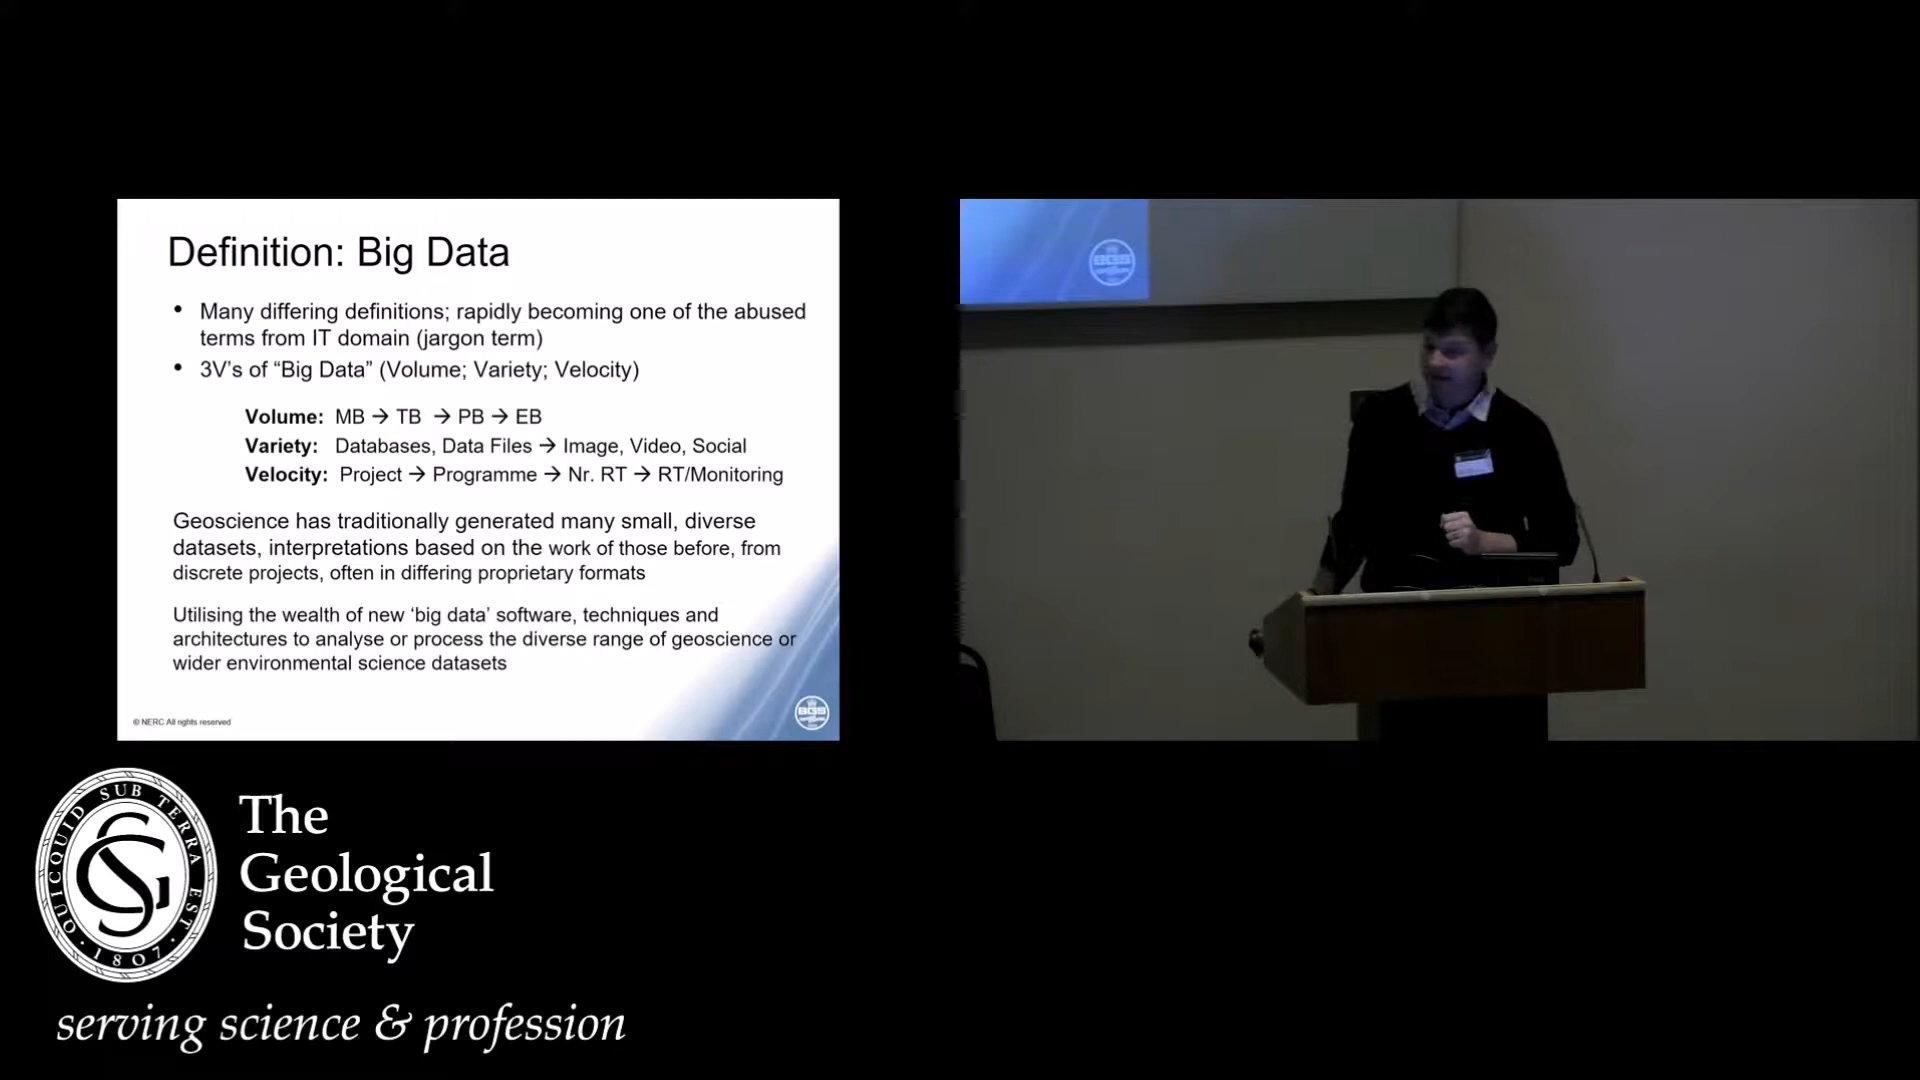 Definition: Big Data
• Many differing definitions; rapidly becoming one of the abused
terms from IT domain (jargon term)
• 3V's of “Big Data” (Volume; Variety; Velocity)
Volume: MB → TB → PB → EB
Variety: Databases, Data Files → Image, Video, Social
Velocity: Project → Programme → Nr. RT → RT/Monitoring
Geoscience has traditionally generated many small, diverse
datasets, interpretations based on the work of those before, from
discrete projects, often in differing proprietary formats
Utilising the wealth of new ‘big data’ software, techniques and
architectures to analyse or process the diverse range of geoscience or
wider environmental science datasets
© NERC All rights reserved
BGS
QUICQUID SUB TERRA EST
· 1807 ·
The
Geological
Society
serving science & profession